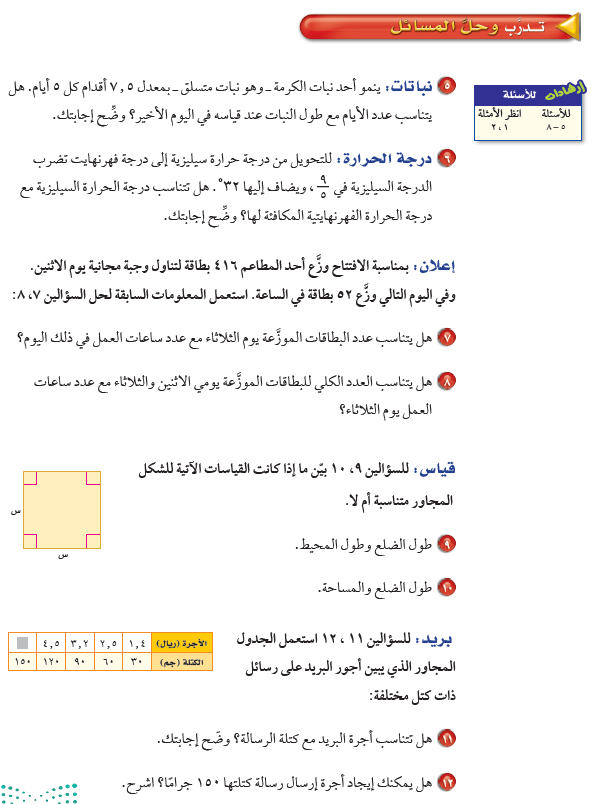 تدرَّب وحلَّ المسائل
إرشادات للأسئلة
للأسئلة انظر الأمثلة
٥ – ٨ ١، ٢
٥ نباتات: ينمو أحد نبات الكرمة - وهو نبات متسلق - بمعدل ٧,٥ أقدام كل ٥ أيام. هل
يتناسب عدد الأيام مع طول النبات عند قياسه في اليوم الأخير؟ وضِّح إجابتك.
٦ درجة الحرارة: للتحويل من درجة حرارة سيليزية إلى درجة فهرنهايت تضرب
الدرجة السيليزية في ٩/٥، ويضاف إليها ٣٢°. هل تتناسب درجة الحرارة السيليزية مع
درجة الحرارة الفهرنهايتية المكافئة لها؟ وضِّح إجابتك.
إعلان: بمناسبة الافتتاح وزَّع أحد المطاعم ٤١٦ بطاقة لتناول وجبة مجانية يوم الاثنين.
وفي اليوم التالي وزَّع ٥٢ بطاقة في الساعة. استعمل المعلومات السابقة لحل السؤالين ٧، ٨:
٧ هل يتناسب عدد البطاقات الموزَّعة يوم الثلاثاء مع عدد ساعات العمل في ذلك اليوم؟
٨ هل يتناسب العدد الكلي للبطاقات الموزَّعة يومي الاثنين والثلاثاء مع عدد ساعات
العمل يوم الثلاثاء؟
قياس: للسؤالين ٩، ١٠ بيّن ما إذا كانت القياسات الآتية للشكل
المجاور متناسبة أم لا.
س
س
٩ طول الضلع وطول المحيط.
١٠ طول الضلع والمساحة.
بريد: للسؤالين ١١، ١٢ استعمل الجدول
المجاور الذي يبين أجور البريد على رسائل
ذات كتل مختلفة:
الأجرة (ريال) ١,٤ ٢,٥ ٣,٢ ٤,٥
الكتلة (جم) ٣٠ ٦٠ ٩٠ ١٢٠ ١٥٠
١١ هل تتناسب أجرة البريد مع كتلة الرسالة؟ وضّح إجابتك.
١٢ هل يمكنك إيجاد أجرة إرسال رسالة كتلتها ١٥٠ جرامًا؟ اشرح.